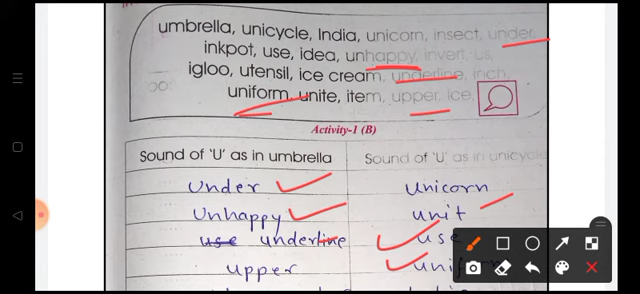 umbrella, unicycle, India, unicorn, insect, under,
inkpot, use, idea, unhappy, invert, us,
igloo, utensil, ice cream, underline, inch,
uniform, unite, item, upper, ice,
Activity-1 (B)
Sound of 'U' as in umbrella Sound of 'U' as in unicycle
Under Unicorn
Unhappy unit
use underline use
upper